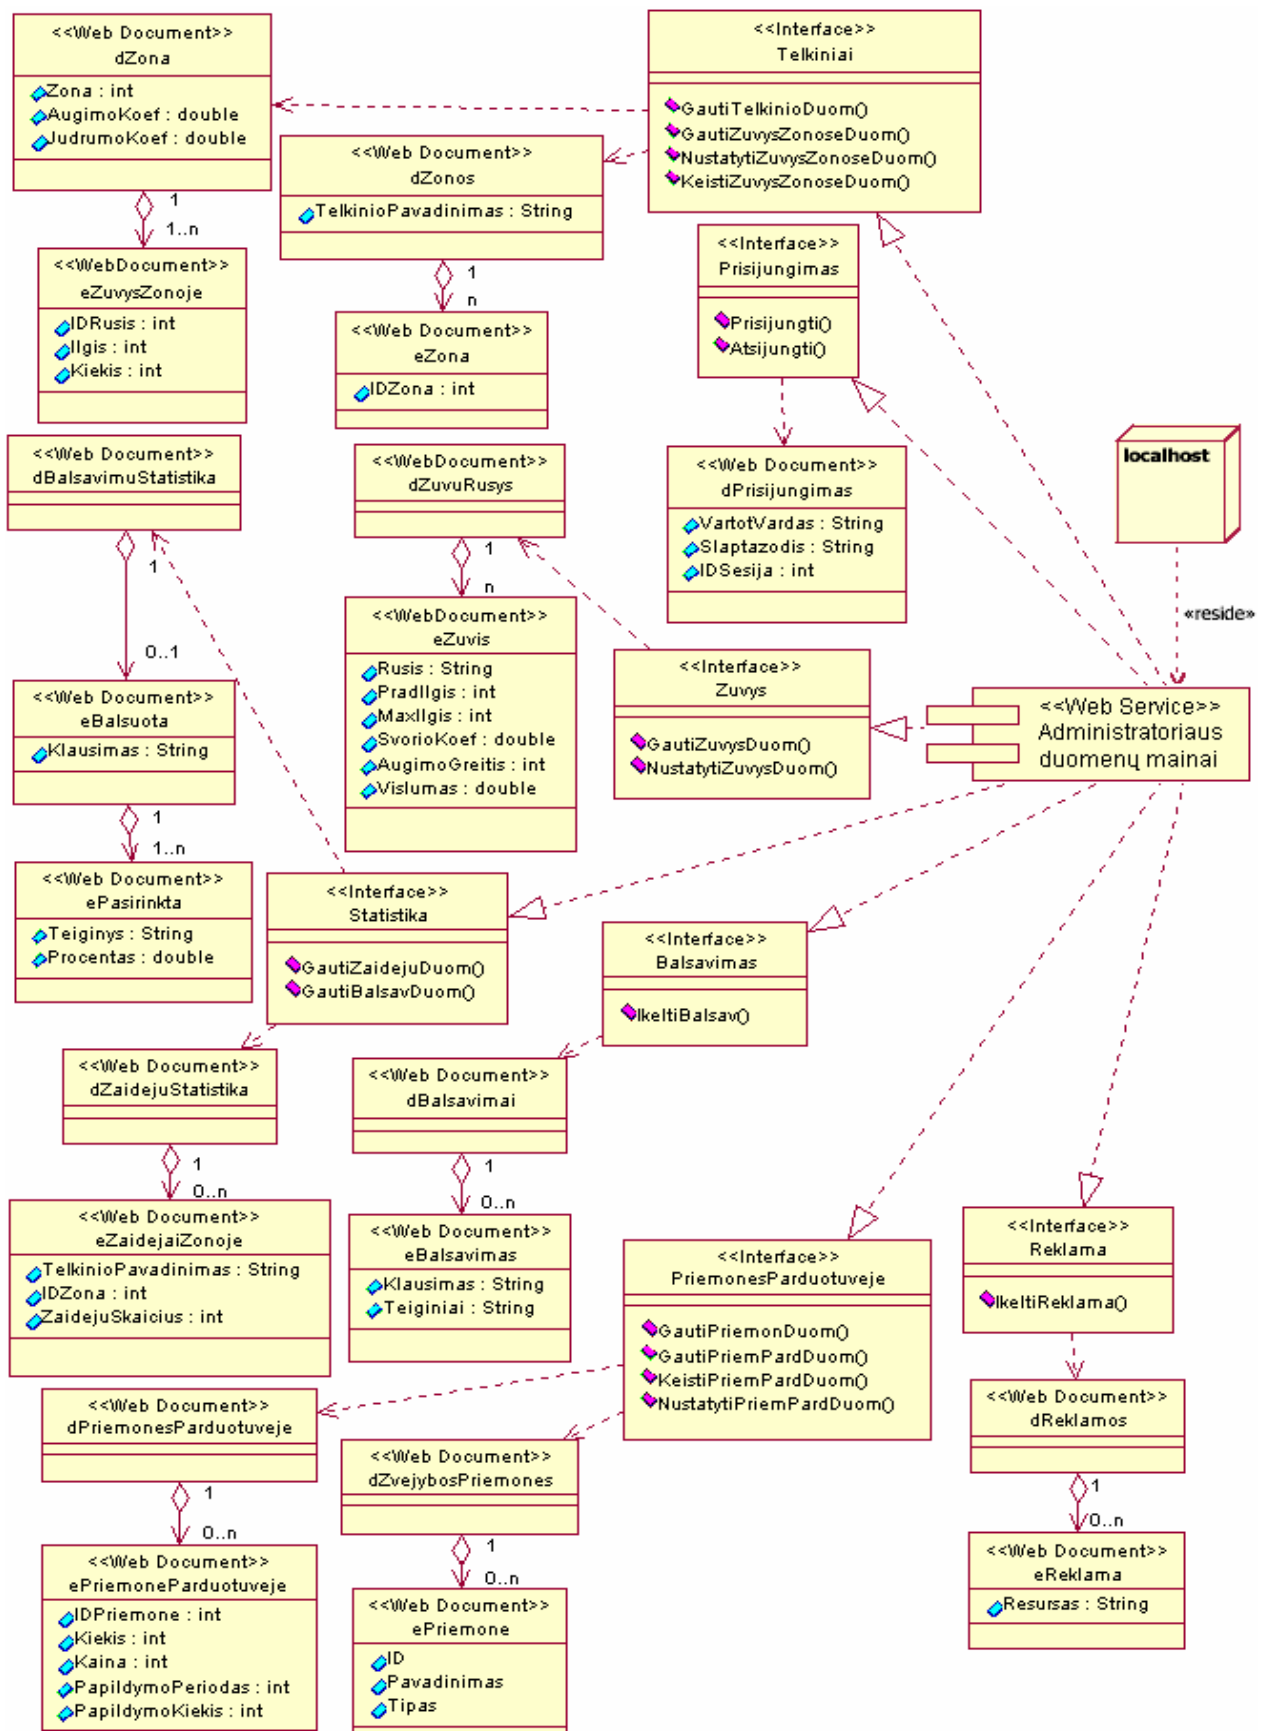 <<Web Document>>
dZona
Zona : int
AugimoKoef : double
JudrumoKoef : double
1
1..n
<<WebDocument>>
eZuvysZonoje
IDRusis : int
Ilgis : int
Kiekis : int
<<Web Document>>
dZonos
TelkinioPavadinimas : String
1
n
<<Web Document>>
eZona
IDZona : int
<<Interface>>
Telkiniai
GautiTelkinioDuom()
GautiZuvysZonoseDuom()
NustatytiZuvysZonoseDuom()
KeistiZuvysZonoseDuom()
<<Interface>>
Prisijungimas
Prisijungti()
Atsijungti()
<<Web Document>>
dPrisijungimas
VartotVardas : String
Slaptazodis : String
IDSesija : int
localhost
«reside»
<<Web Service>>
Administratoriaus
duomenų mainai
<<Web Document>>
dBalsavimuStatistika
1
0..1
<<Web Document>>
eBalsuota
Klausimas : String
1
1..n
<<Web Document>>
ePasirinkta
Teiginys : String
Procentas : double
<<WebDocument>>
dZuvuRusys
1
n
<<WebDocument>>
eZuvis
Rusis : String
PradIlgis : int
MaxIlgis : int
SvorioKoef : double
AugimoGreitis : int
Vislumas : double
<<Interface>>
Zuvys
GautiZuvysDuom()
NustatytiZuvysDuom()
<<Interface>>
Statistika
GautiZaidejuDuom()
GautiBalsavDuom()
<<Interface>>
Balsavimas
IkeltiBalsav()
<<Web Document>>
dZaidejuStatistika
1
0..n
<<Web Document>>
eZaidejaiZonoje
TelkinioPavadinimas : String
IDZona : int
ZaidejuSkaicius : int
<<Web Document>>
dBalsavimai
1
0..n
<<Web Document>>
eBalsavimas
Klausimas : String
Teiginiai : String
<<Interface>>
PriemonesParduotuveje
GautiPriemonDuom()
GautiPriemPardDuom()
KeistiPriemPardDuom()
NustatytiPriemPardDuom()
<<Interface>>
Reklama
IkeltiReklama()
<<Web Document>>
dReklamos
1
0..n
<<Web Document>>
eReklama
Resursas : String
<<Web Document>>
dPriemonesParduotuveje
1
0..n
<<Web Document>>
ePriemoneParduotuveje
IDPriemone : int
Kiekis : int
Kaina : int
PapildymoPeriodas : int
PapildymoKiekis : int
<<Web Document>>
dZvejybosPriemones
1
0..n
<<Web Document>>
ePriemone
ID
Pavadinimas
Tipas